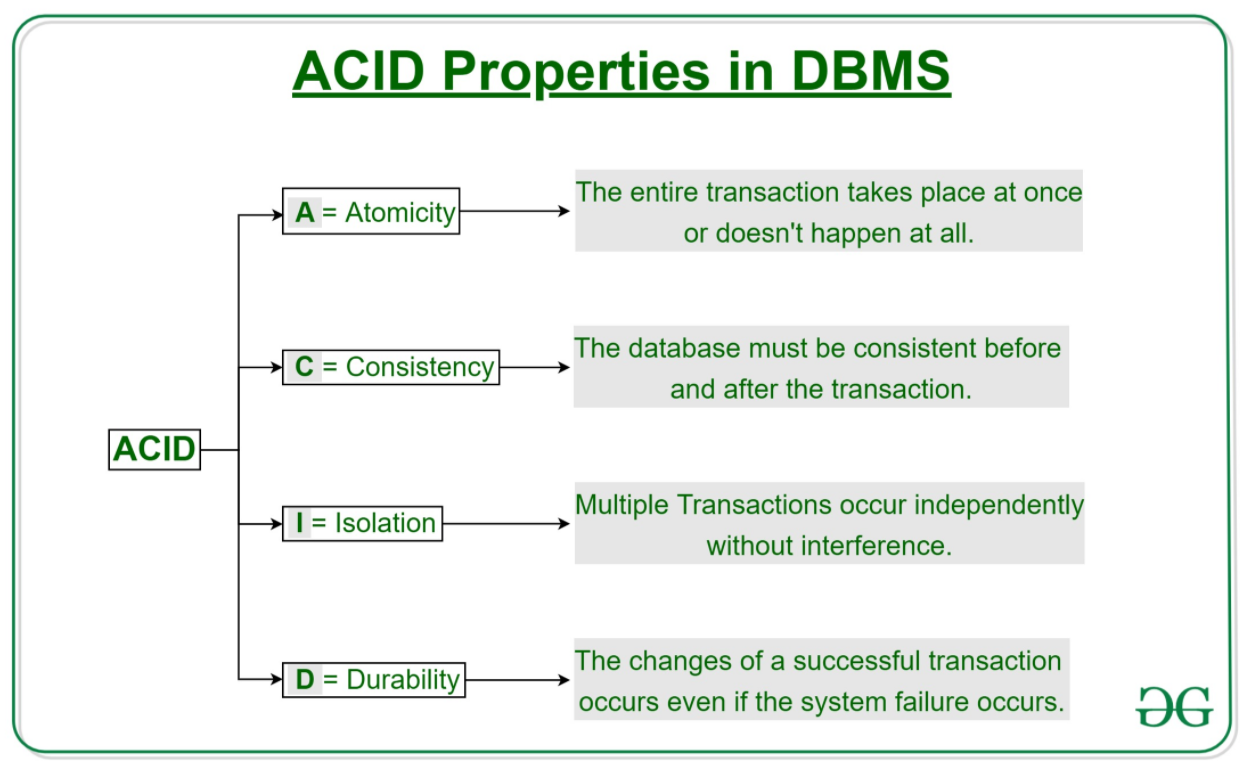 ACID Properties in DBMS
A = Atomicity
The entire transaction takes place at once
or doesn't happen at all.
C = Consistency
The database must be consistent before
and after the transaction.
ACID
I = Isolation
Multiple Transactions occur independently
without interference.
D = Durability
The changes of a successful transaction
occurs even if the system failure occurs.